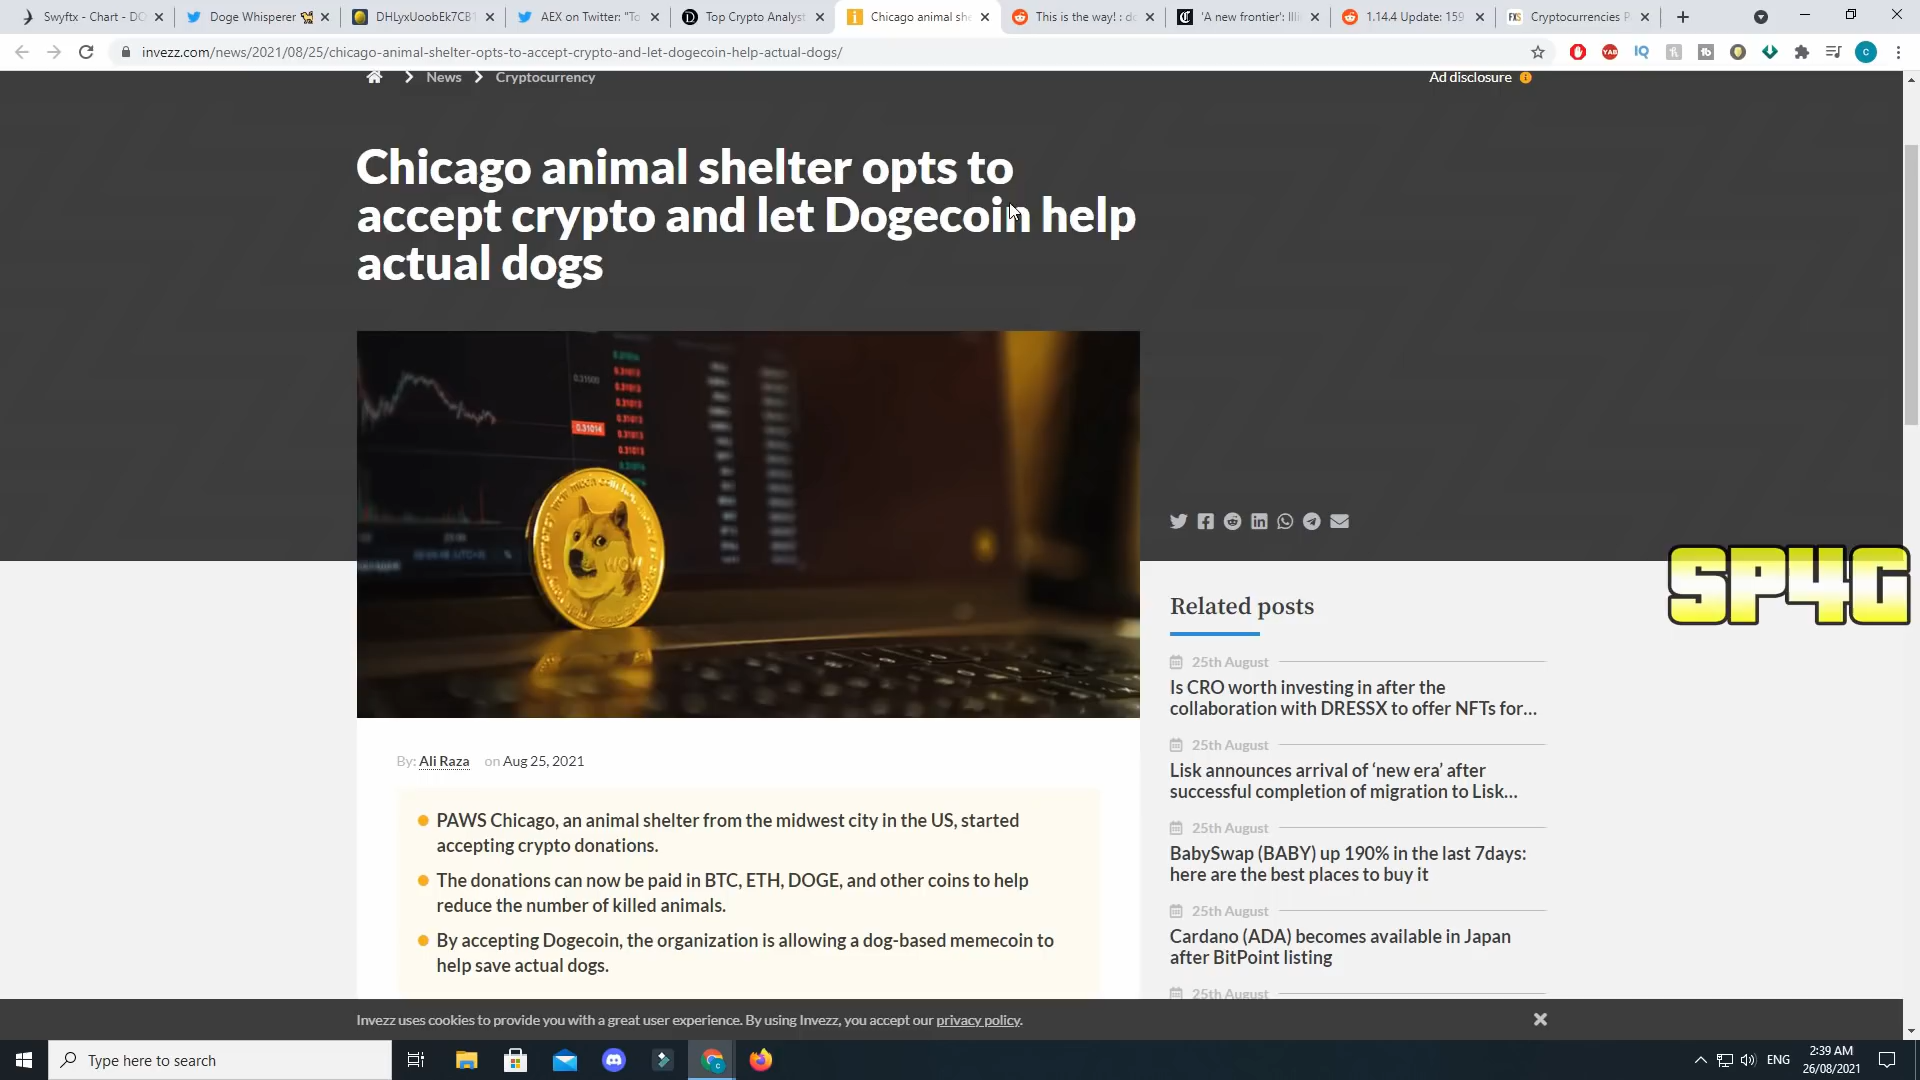 Swyftx - Chart - DO
Doge Whisperer
DHLyxUoobEk7CB1
AEX on Twitter: "To
Top Crypto Analyst
Chicago animal she
This is the way! : do
'A new frontier': Illi
1.14.4 Update: 159
Cryptocurrencies P
invezz.com/news/2021/08/25/chicago-animal-shelter-opts-to-accept-crypto-and-let-dogecoin-help-actual-dogs/
News
Cryptocurrency
Ad disclosure
Chicago animal shelter opts to
accept crypto and let Dogecoin help
actual dogs
0.31500
0.31014
WOW
SP4G
By: Ali Raza on Aug 25, 2021
PAWS Chicago, an animal shelter from the midwest city in the US, started
accepting crypto donations.
The donations can now be paid in BTC, ETH, DOGE, and other coins to help
reduce the number of killed animals.
By accepting Dogecoin, the organization is allowing a dog-based memecoin to
help save actual dogs.
Related posts
25th August
Is CRO worth investing in after the
collaboration with DRESSX to offer NFTs for...
25th August
Lisk announces arrival of ‘new era’ after
successful completion of migration to Lisk...
25th August
BabySwap (BABY) up 190% in the last 7days:
here are the best places to buy it
25th August
Cardano (ADA) becomes available in Japan
after BitPoint listing
25th August
Invezz uses cookies to provide you with a great user experience. By using Invezz, you accept our privacy policy.
Type here to search
ENG
2:39 AM
26/08/2021